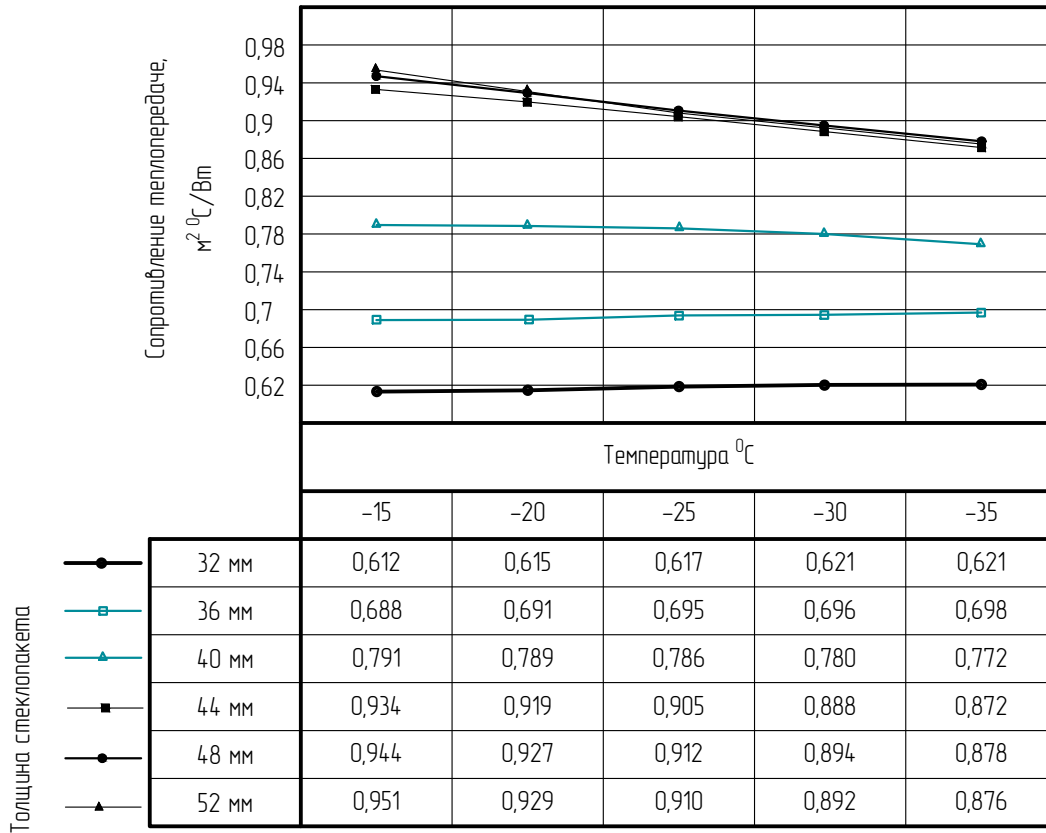 Сопротивление теплопередаче,
м² ⁰С/Вт
0,98
0,94
0,9
0,86
0,82
0,78
0,74
0,7
0,66
0,62
Температура ⁰С
-15 -20 -25 -30 -35
Толщина стеклопакета
32 мм 0,612 0,615 0,617 0,621 0,621
36 мм 0,688 0,691 0,695 0,696 0,698
40 мм 0,791 0,789 0,786 0,780 0,772
44 мм 0,934 0,919 0,905 0,888 0,872
48 мм 0,944 0,927 0,912 0,894 0,878
52 мм 0,951 0,929 0,910 0,892 0,876